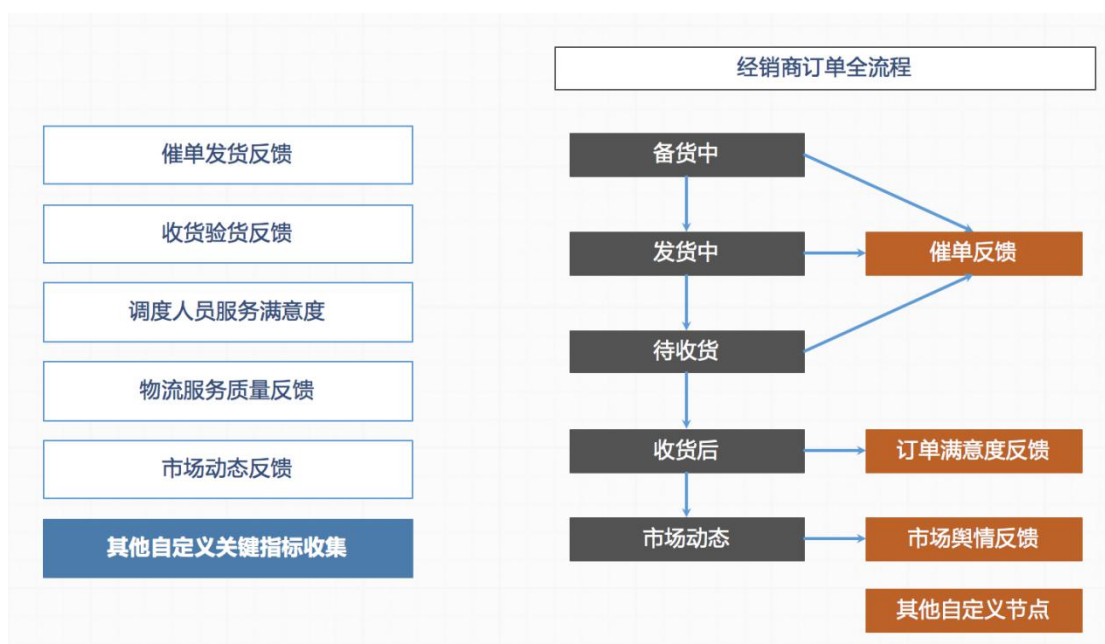 经销商订单全流程
催单发货反馈
收货验货反馈
调度人员服务满意度
物流服务质量反馈
市场动态反馈
其他自定义关键指标收集
备货中
发货中
催单反馈
待收货
收货后
订单满意度反馈
市场动态
市场舆情反馈
其他自定义节点